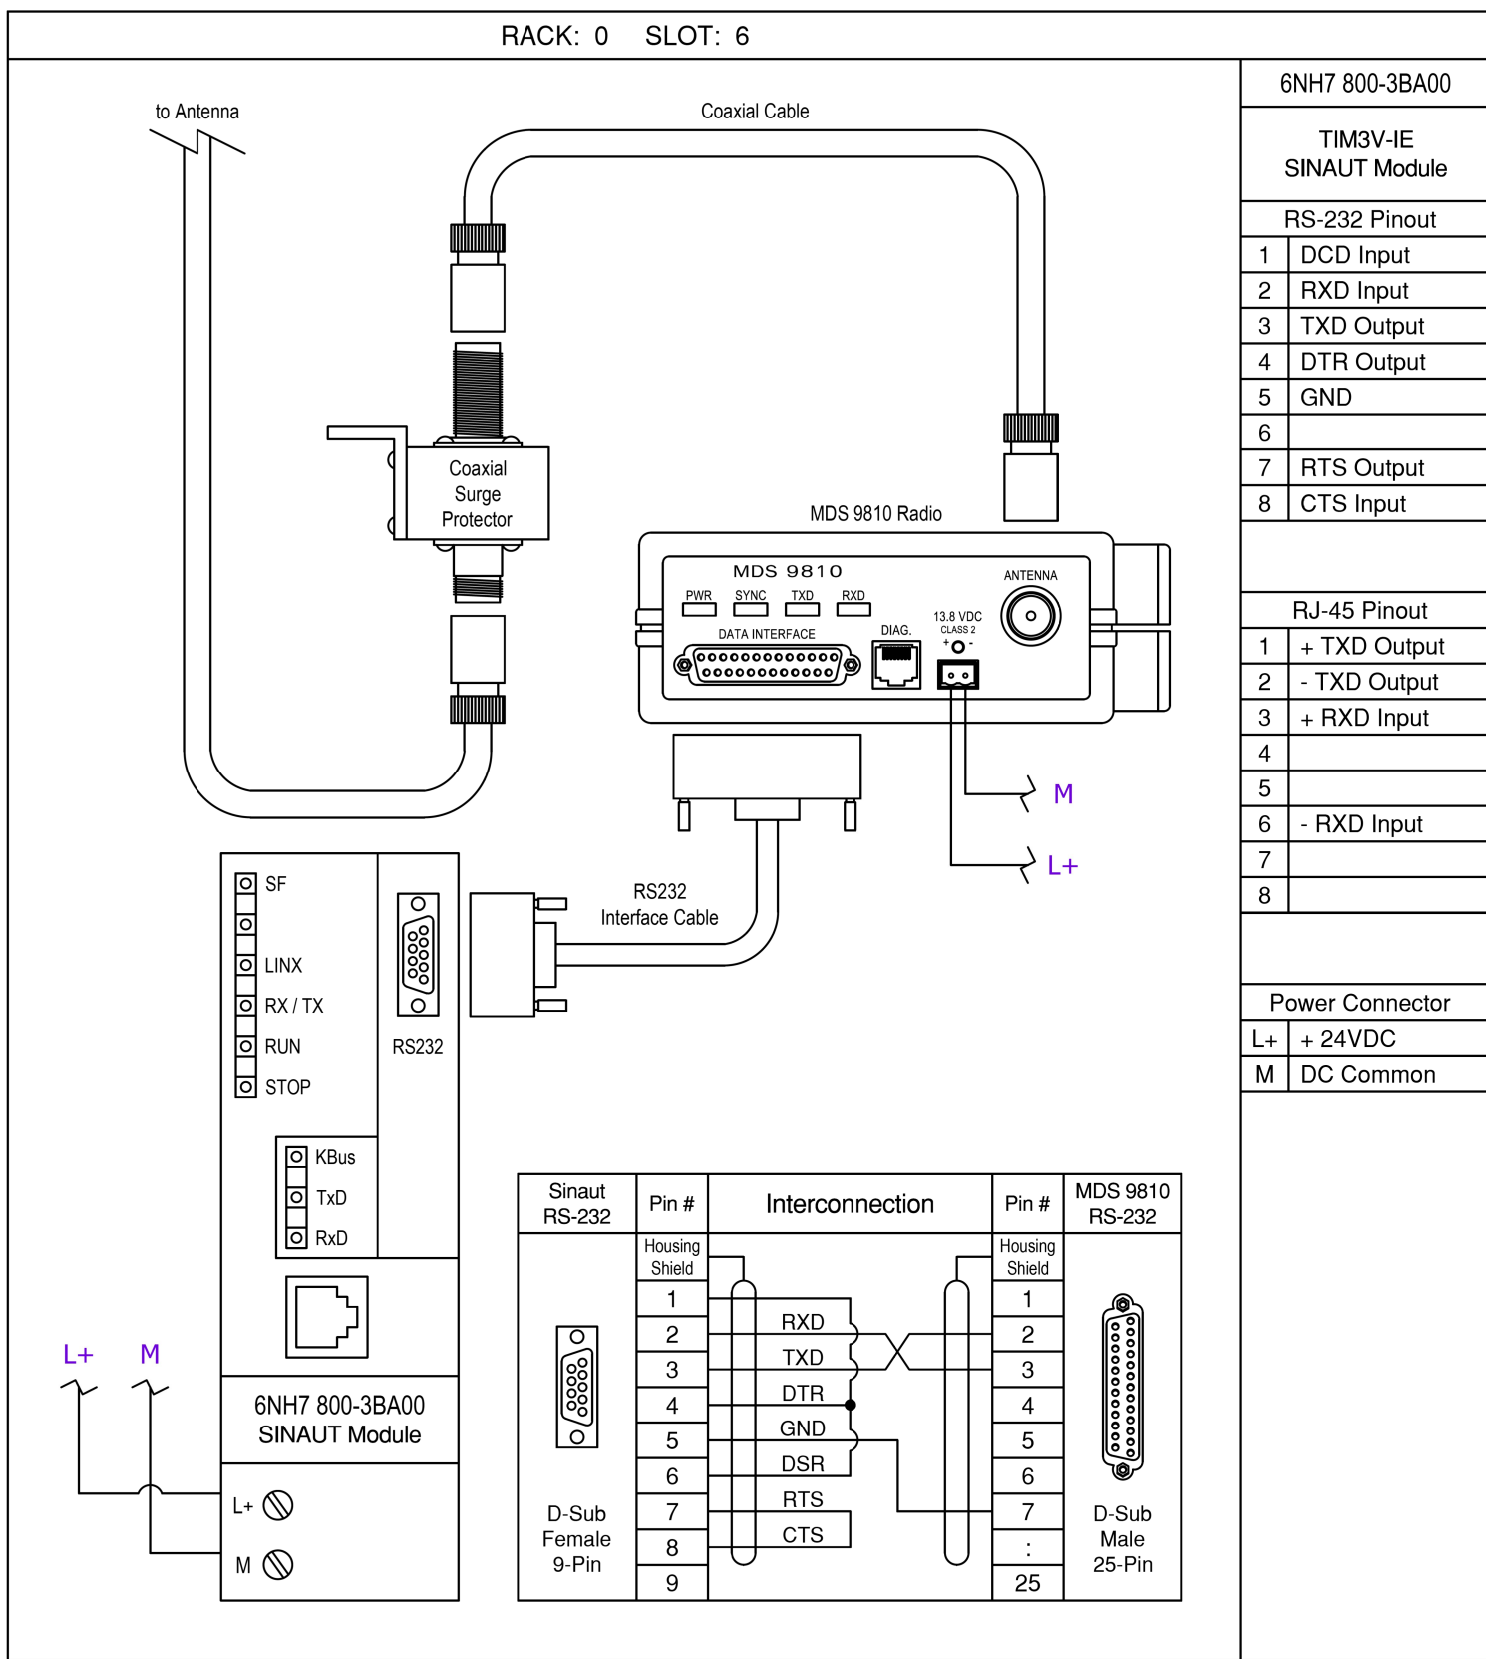 RACK: 0 SLOT: 6
to Antenna
Coaxial Cable
Coaxial
Surge
Protector
MDS 9810 Radio
MDS 9810
PWR SYNC TXD RXD
ANTENNA
DATA INTERFACE
DIAG.
13.8 VDC
CLASS 2
+ -
M
L+
RS232
Interface Cable
SF
LINX
RX / TX
RUN
STOP
RS232
KBus
TxD
RxD
L+ M
6NH7 800-3BA00
SINAUT Module
L+
M
Sinaut
RS-232
Pin #
Interconnection
Pin #
MDS 9810
RS-232
Housing
Shield
Housing
Shield
1 1
2 RXD 2
3 TXD 3
4 DTR 4
5 GND 5
6 DSR 6
7 RTS 7
8 CTS :
9 25
D-Sub
Female
9-Pin
D-Sub
Male
25-Pin
6NH7 800-3BA00
TIM3V-IE
SINAUT Module
RS-232 Pinout
1 DCD Input
2 RXD Input
3 TXD Output
4 DTR Output
5 GND
6
7 RTS Output
8 CTS Input
RJ-45 Pinout
1 + TXD Output
2 - TXD Output
3 + RXD Input
4
5
6 - RXD Input
7
8
Power Connector
L+ + 24VDC
M DC Common